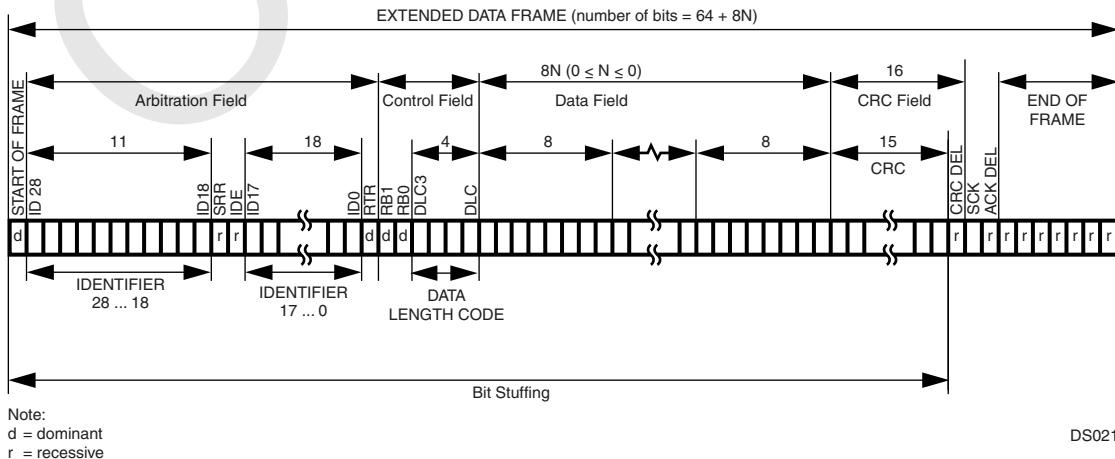 EXTENDED DATA FRAME (number of bits = 64 + 8N)
8N (0 ≤ N ≤ 0)
16
Arbitration Field
Control Field
Data Field
CRC Field
END OF
FRAME
11
18
4
8
8
15
CRC
START OF FRAME
ID 28
ID18
SRR
IDE
ID17
ID0
RTR
RB1
RB0
DLC3
DLC
CRC DEL
SCK
ACK DEL
d r r d d d r r r r r r r r r
IDENTIFIER
28 ... 18
IDENTIFIER
17 ... 0
DATA
LENGTH CODE
Bit Stuffing
Note:
d = dominant
r = recessive
DS021